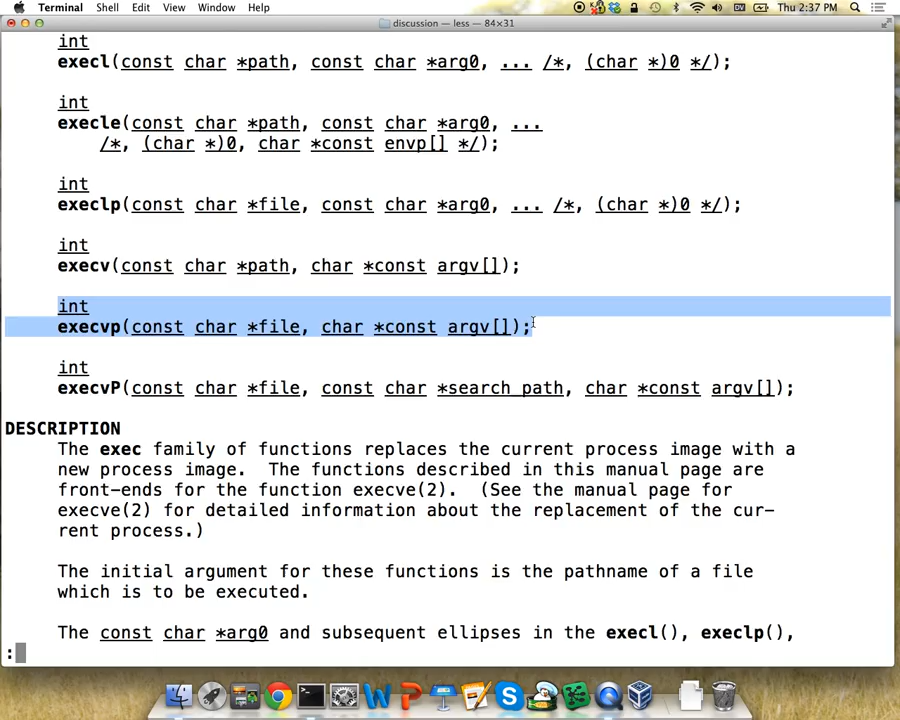 Terminal Shell Edit View Window Help Thu 2:37 PM
discussion — less — 84×31
int
execl(const char *path, const char *arg0, ... /*, (char *)0 */);
int
execle(const char *path, const char *arg0, ...
/*, (char *)0, char *const envp[] */);
int
execlp(const char *file, const char *arg0, ... /*, (char *)0 */);
int
execv(const char *path, char *const argv[]);
int
execvp(const char *file, char *const argv[]);
int
execvP(const char *file, const char *search_path, char *const argv[]);
DESCRIPTION
The exec family of functions replaces the current process image with a
new process image. The functions described in this manual page are
front-ends for the function execve(2). (See the manual page for
execve(2) for detailed information about the replacement of the cur-
rent process.)
The initial argument for these functions is the pathname of a file
which is to be executed.
The const char *arg0 and subsequent ellipses in the execl(), execlp(),
: